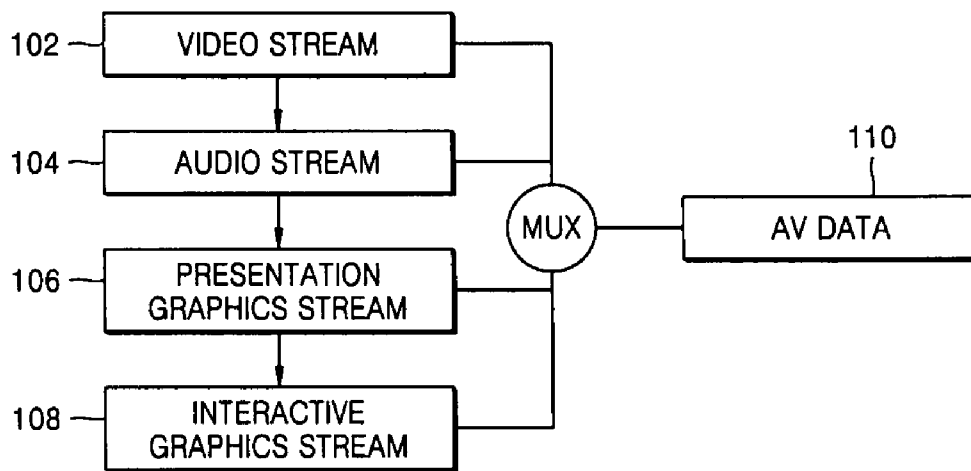 102
VIDEO STREAM
104
AUDIO STREAM
110
MUX
AV DATA
106
PRESENTATION
GRAPHICS STREAM
108
INTERACTIVE
GRAPHICS STREAM